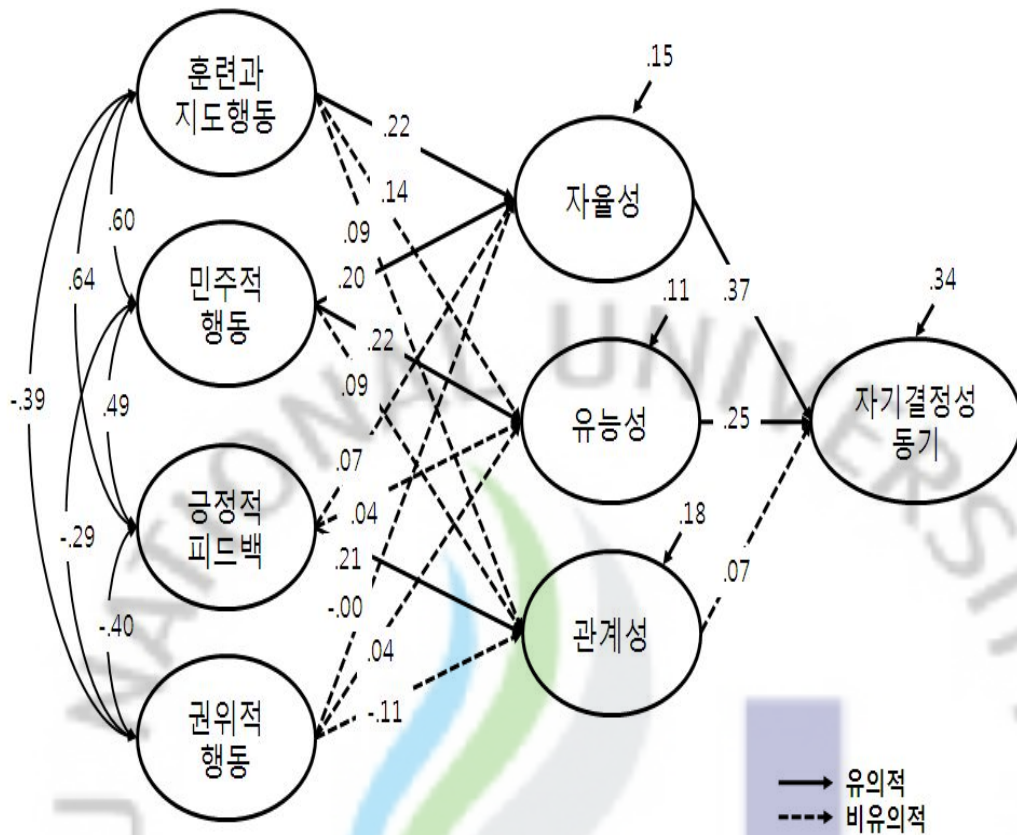 훈련과
지도행동
민주적
행동
긍정적
피드백
권위적
행동
.60
.64
-.39
.49
-.29
-.40
.22
.14
.09
.20
.22
.09
.07
.04
.21
-.00
.04
-.11
.15
자율성
.11
유능성
.18
관계성
.37
.25
.07
.34
자기결정성
동기
유의적
비유의적
U NATIONAL UNIVERSIT